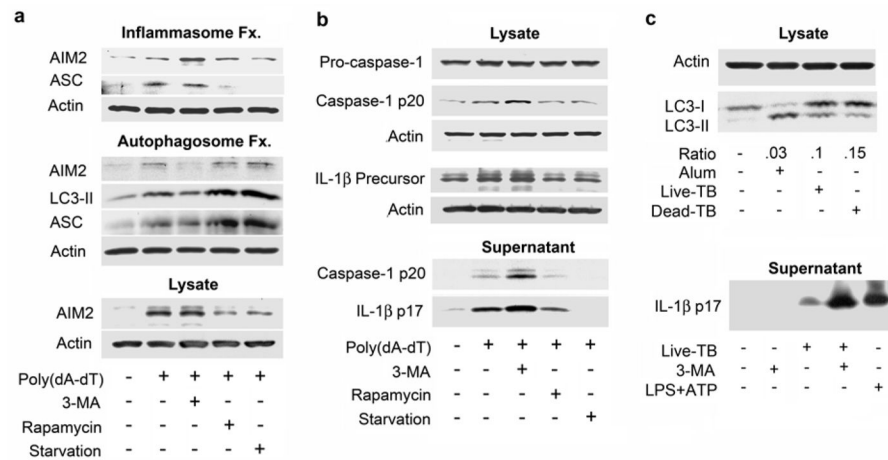 a
Inflammasome Fx.
AIM2
ASC
Actin
Autophagosome Fx.
AIM2
LC3-II
ASC
Actin
Lysate
AIM2
Actin
Poly(dA-dT) - + + + +
3-MA +
Rapamycin +
Starvation +
b
Lysate
Pro-caspase-1
Caspase-1 p20
Actin
IL-1β Precursor
Actin
Supernatant
Caspase-1 p20
IL-1β p17
Poly(dA-dT) - + + + +
3-MA +
Rapamycin +
Starvation +
c
Lysate
Actin
LC3-I
LC3-II
Ratio - .03 .1 .15
Alum +
Live-TB +
Dead-TB +
Supernatant
IL-1β p17
Live-TB - - + + -
3-MA - + - + -
LPS+ATP - - - - +